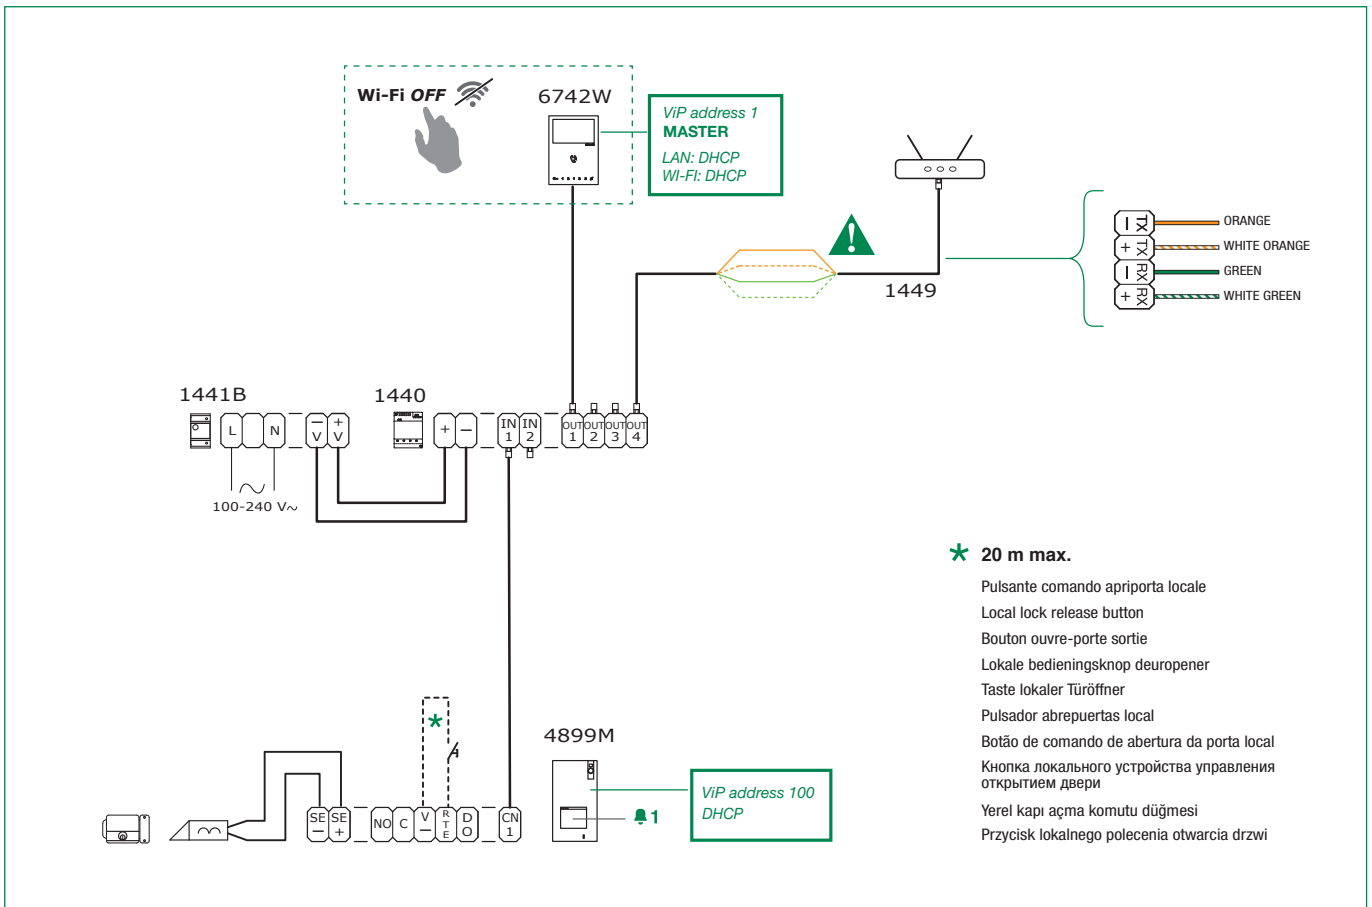 Wi-Fi OFF
6742W
ViP address 1
MASTER
LAN: DHCP
WI-FI: DHCP
1449
− TX ORANGE
+ TX WHITE ORANGE
− RX GREEN
+ RX WHITE GREEN
1441B
L N − V + V
100-240 V~
1440
+ − IN 1 IN 2 OUT 1 OUT 2 OUT 3 OUT 4
* 20 m max.
Pulsante comando apriporta locale
Local lock release button
Bouton ouvre-porte sortie
Lokale bedieningsknop deuropener
Taste lokaler Türöffner
Pulsador abrepuertas local
Botão de comando de abertura da porta local
Кнопка локального устройства управления
открытием двери
Yerel kapı açma komutu düğmesi
Przycisk lokalnego polecenia otwarcia drzwi
*
SE − SE + NO C V − RTE DO CN 1
4899M
1
ViP address 100
DHCP